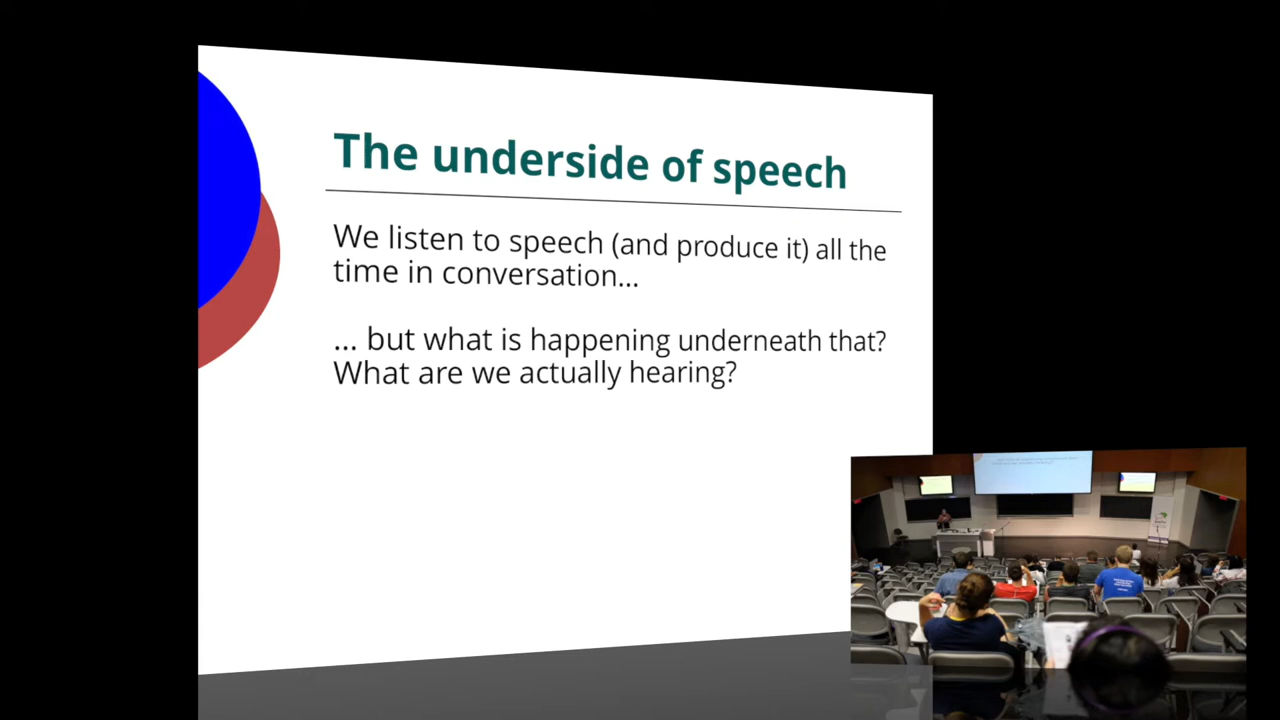 The underside of speech
We listen to speech (and produce it) all the
time in conversation...
... but what is happening underneath that?
What are we actually hearing?